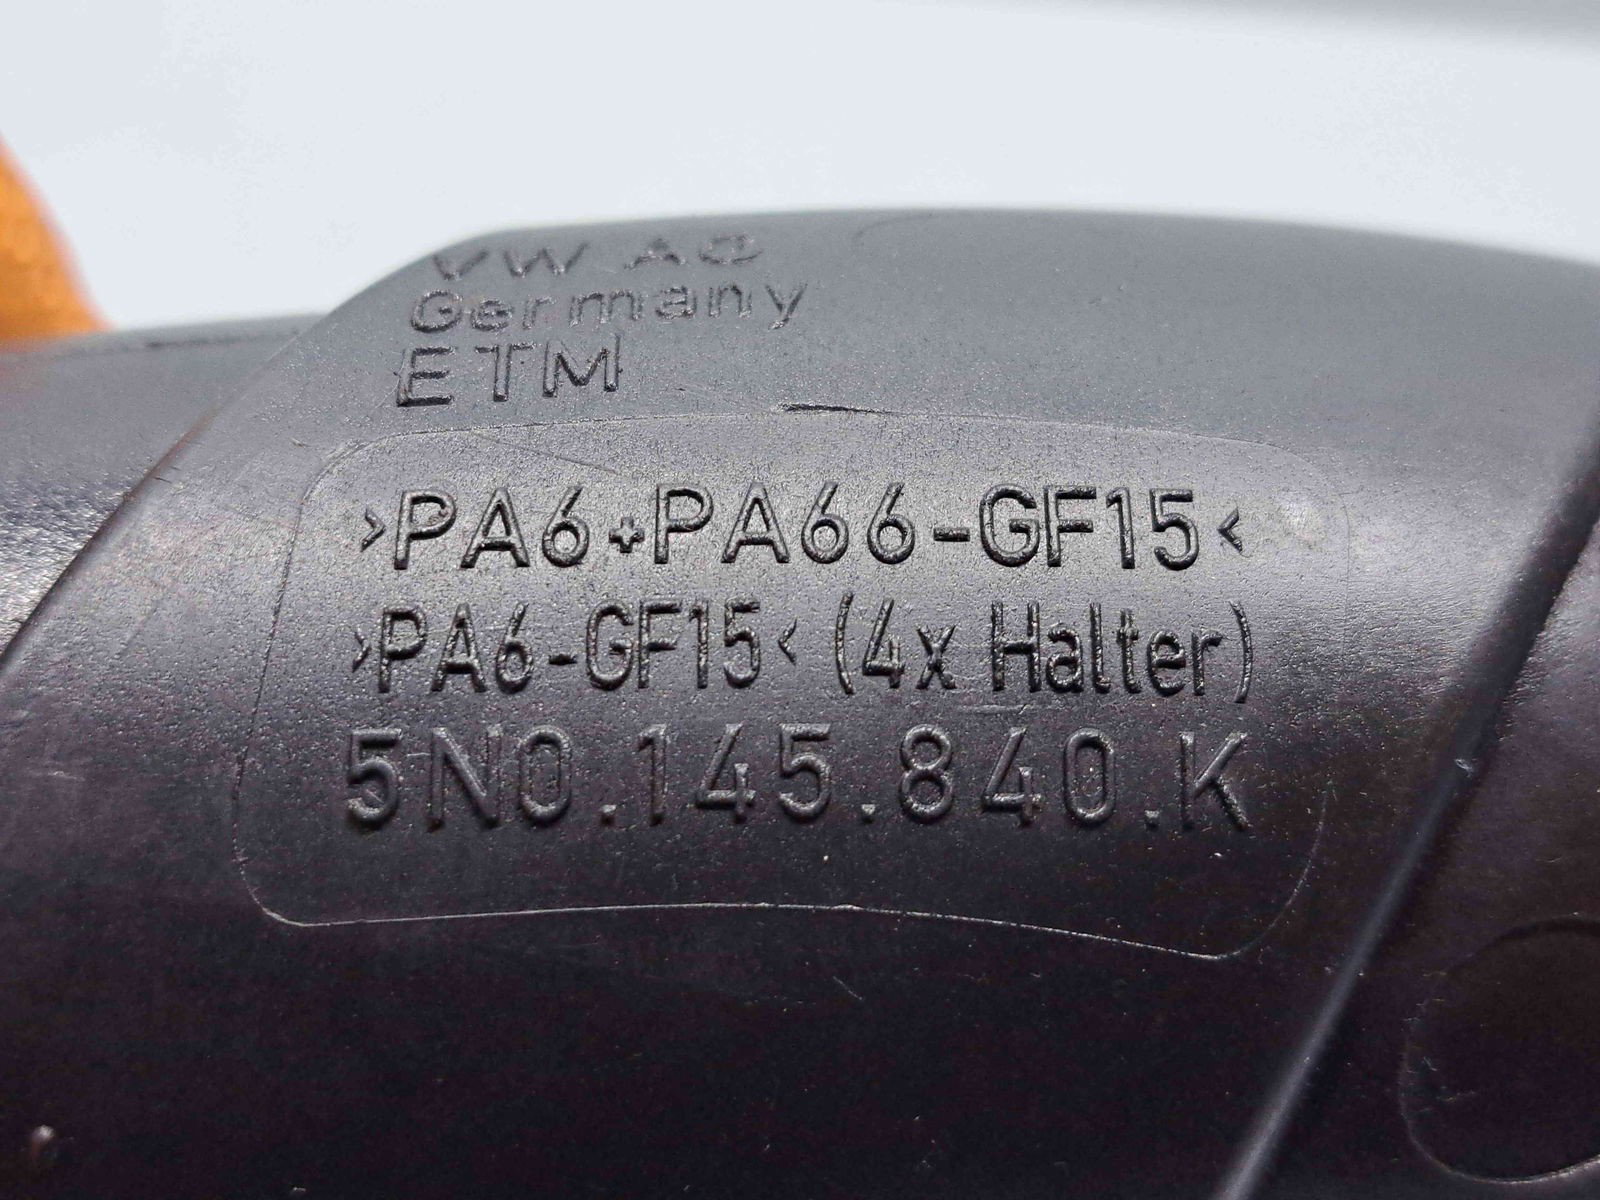 VW AG
Germany
ETM
>PA6+PA66-GF15<
>PA6-GF15< (4x Halter)
5N0.145.840.K